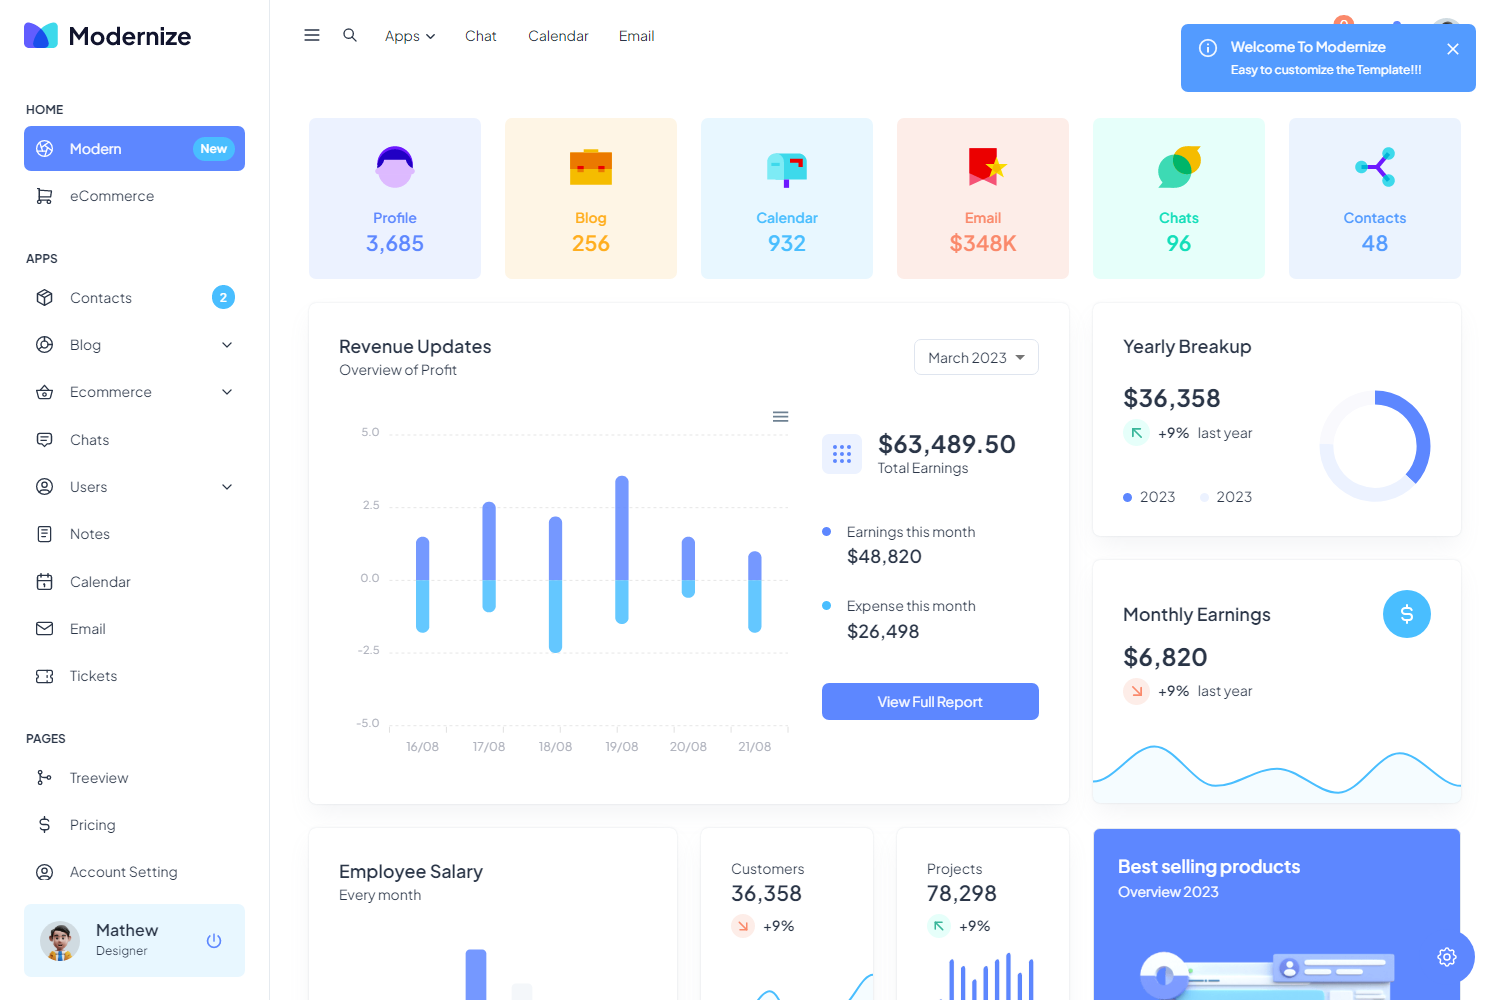 Modernize
Apps
Chat
Calendar
Email
Welcome To Modernize
Easy to customize the Template!!!
HOME
Modern
New
eCommerce
APPS
Contacts
2
Blog
Ecommerce
Chats
Users
Notes
Calendar
Email
Tickets
PAGES
Treeview
Pricing
Account Setting
Mathew
Designer
Profile
3,685
Blog
256
Calendar
932
Email
$348K
Chats
96
Contacts
48
Revenue Updates
Overview of Profit
March 2023
5.0
2.5
0.0
-2.5
-5.0
16/08
17/08
18/08
19/08
20/08
21/08
$63,489.50
Total Earnings
Earnings this month
$48,820
Expense this month
$26,498
View Full Report
Yearly Breakup
$36,358
+9% last year
2023
2023
Monthly Earnings
$
$6,820
+9% last year
Employee Salary
Every month
Customers
36,358
+9%
Projects
78,298
+9%
Best selling products
Overview 2023